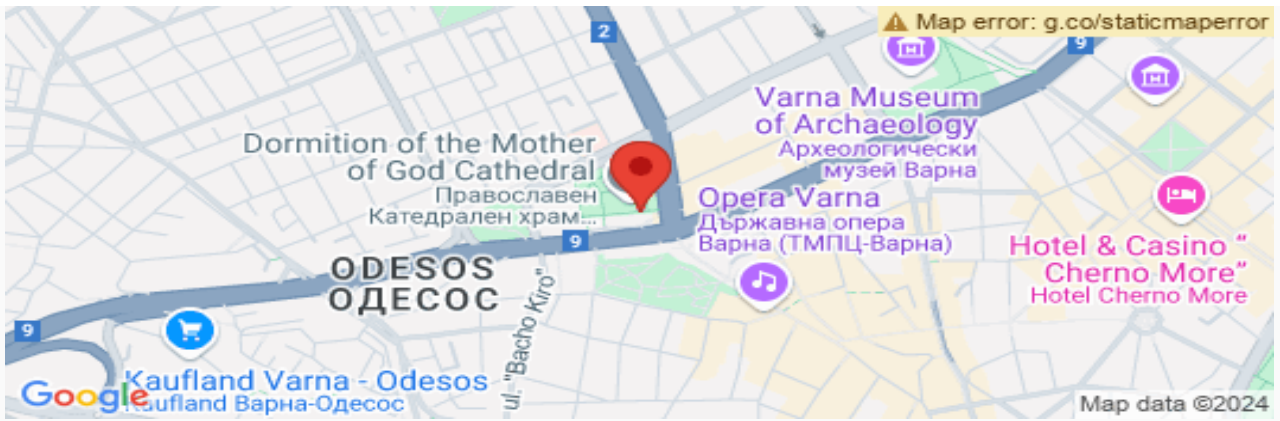 Map error: g.co/staticmaperror
2
9
Varna Museum
of Archaeology
Археологически
музей Варна
Dormition of the Mother
of God Cathedral
Православен
Катедрален храм...
Opera Varna
Държавна опера
Варна (ТМПЦ-Варна)
9
Hotel & Casino “
Cherno More”
Hotel Cherno More
ODESOS
ОДЕСОС
ul. "Bacho Kiro"
9
Kaufland Varna - Odesos
Kaufland Варна-Одесос
Google
Map data ©2024